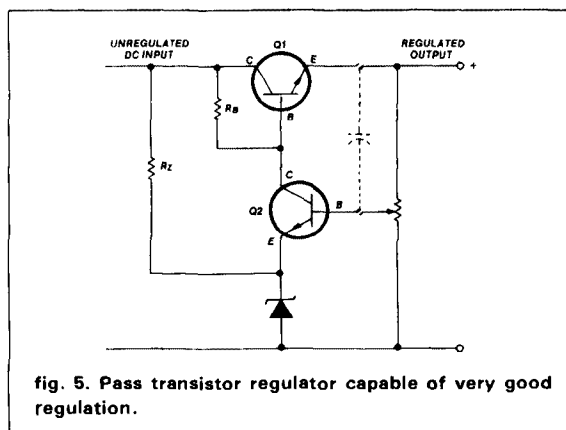 UNREGULATED
DC INPUT
Q1
REGULATED
OUTPUT
C
E
+
RB
B
RZ
C
Q2
B
E
fig. 5. Pass transistor regulator capable of very good
regulation.